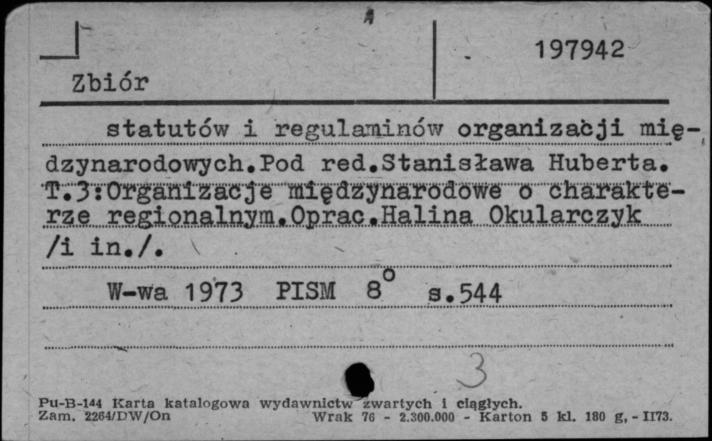 197942
Zbiór
statutów i regulaminów organizacji mię-
dzynarodowych.Pod red.Stanisława Huberta.
T.3:Organizacje międzynarodowe o charakte-
rze regionalnym.Oprac.Halina Okularczyk
/i in./.
W-wa 1973 PISM 8° s.544
3
Pu-B-144 Karta katalogowa wydawnictw zwartych i ciągłych.
Zam. 2264/DW/On Wrak 76 - 2.300.000 - Karton 5 kl. 180 g, - II73.